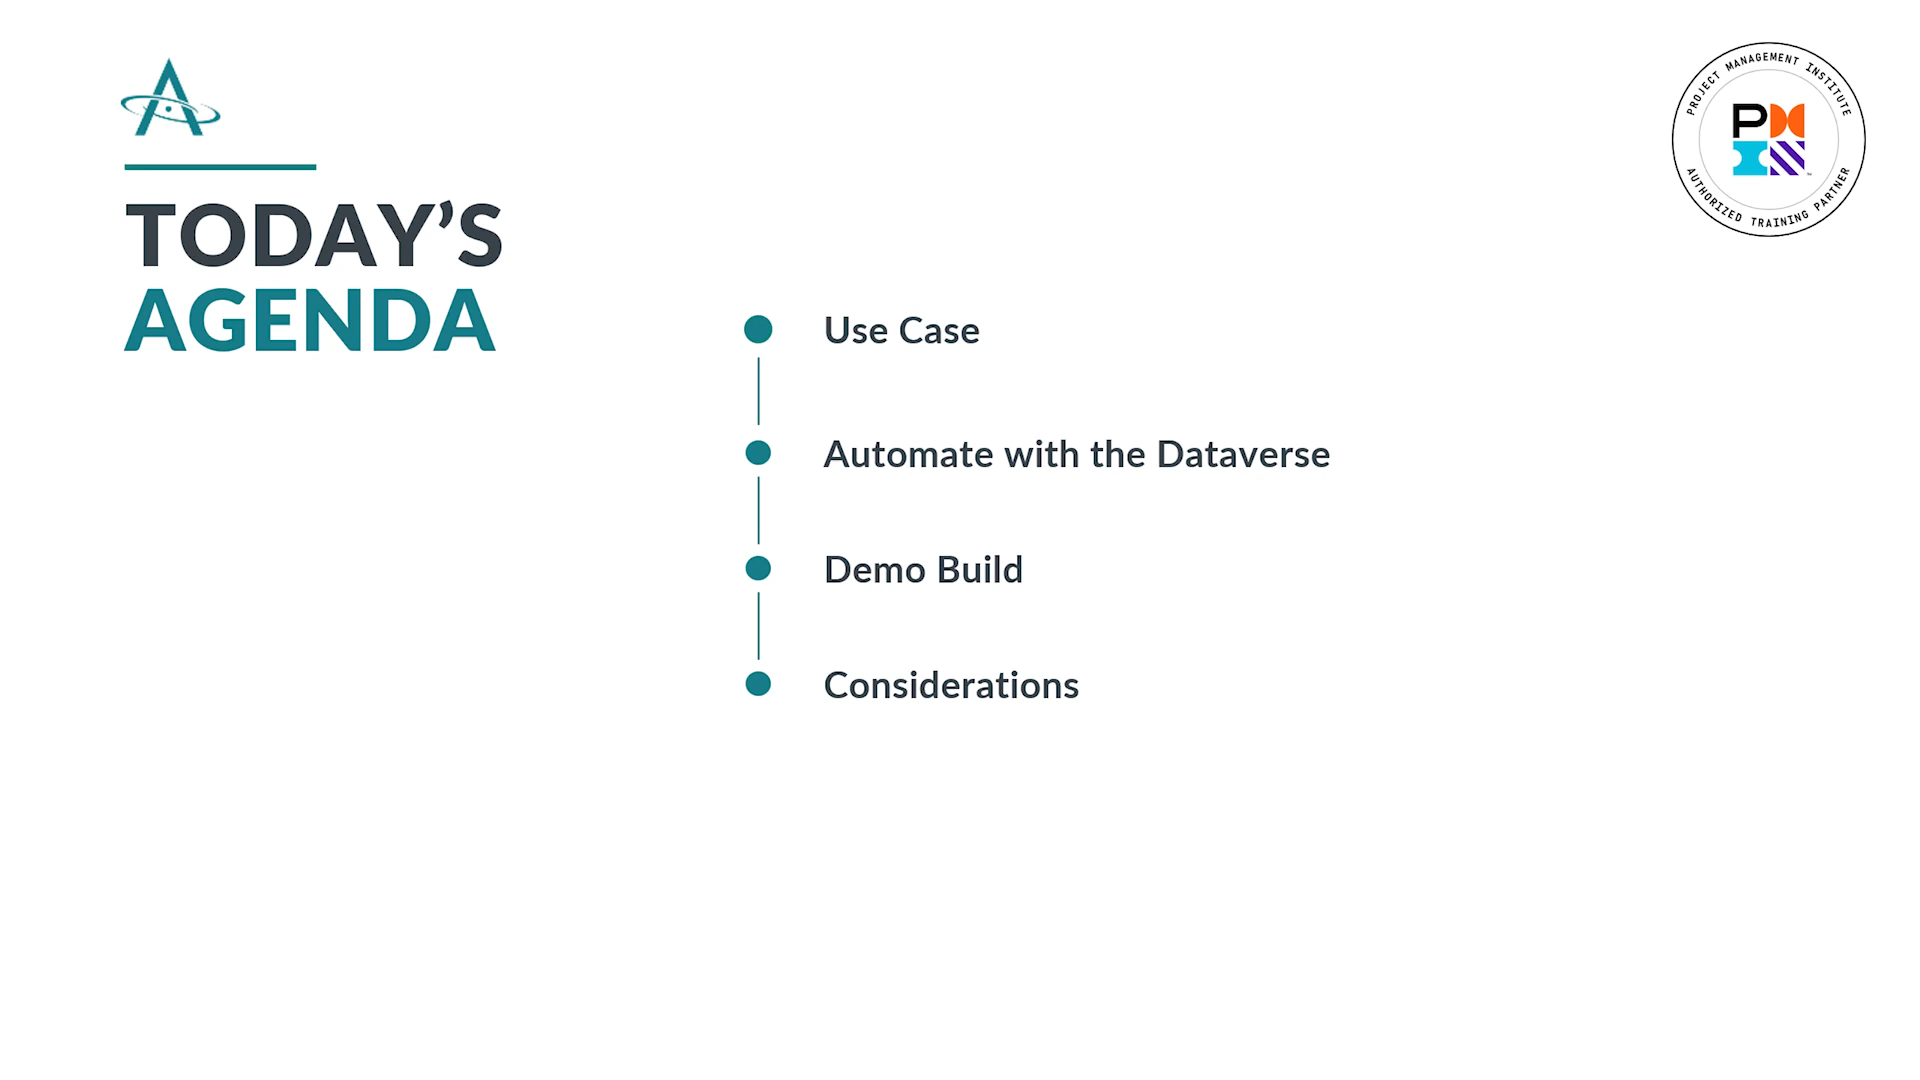 TODAY’S
AGENDA
PROJECT MANAGEMENT INSTITUTE
PMI
AUTHORIZED TRAINING PARTNER
Use Case
Automate with the Dataverse
Demo Build
Considerations